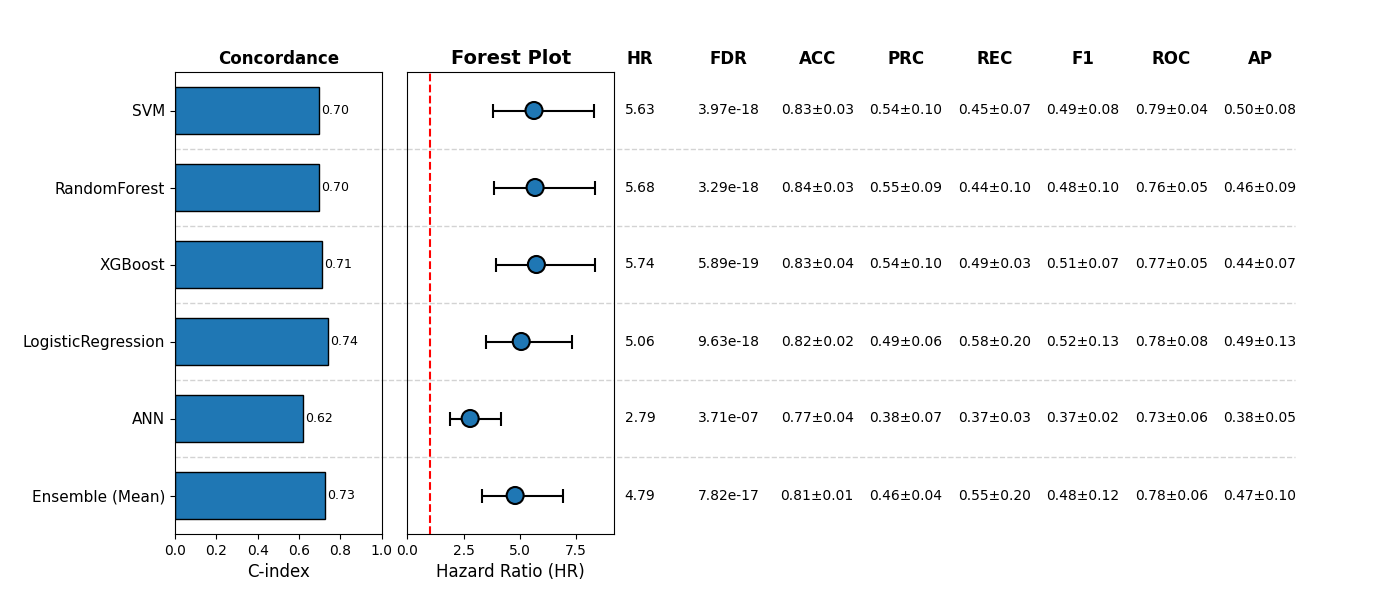 Concordance Forest Plot HR FDR ACC PRC REC F1 ROC AP
SVM 0.70 5.63 3.97e-18 0.83±0.03 0.54±0.10 0.45±0.07 0.49±0.08 0.79±0.04 0.50±0.08
RandomForest 0.70 5.68 3.29e-18 0.84±0.03 0.55±0.09 0.44±0.10 0.48±0.10 0.76±0.05 0.46±0.09
XGBoost 0.71 5.74 5.89e-19 0.83±0.04 0.54±0.10 0.49±0.03 0.51±0.07 0.77±0.05 0.44±0.07
LogisticRegression 0.74 5.06 9.63e-18 0.82±0.02 0.49±0.06 0.58±0.20 0.52±0.13 0.78±0.08 0.49±0.13
ANN 0.62 2.79 3.71e-07 0.77±0.04 0.38±0.07 0.37±0.03 0.37±0.02 0.73±0.06 0.38±0.05
Ensemble (Mean) 0.73 4.79 7.82e-17 0.81±0.01 0.46±0.04 0.55±0.20 0.48±0.12 0.78±0.06 0.47±0.10
0.0 0.2 0.4 0.6 0.8 1.0 0.0 2.5 5.0 7.5
C-index Hazard Ratio (HR)